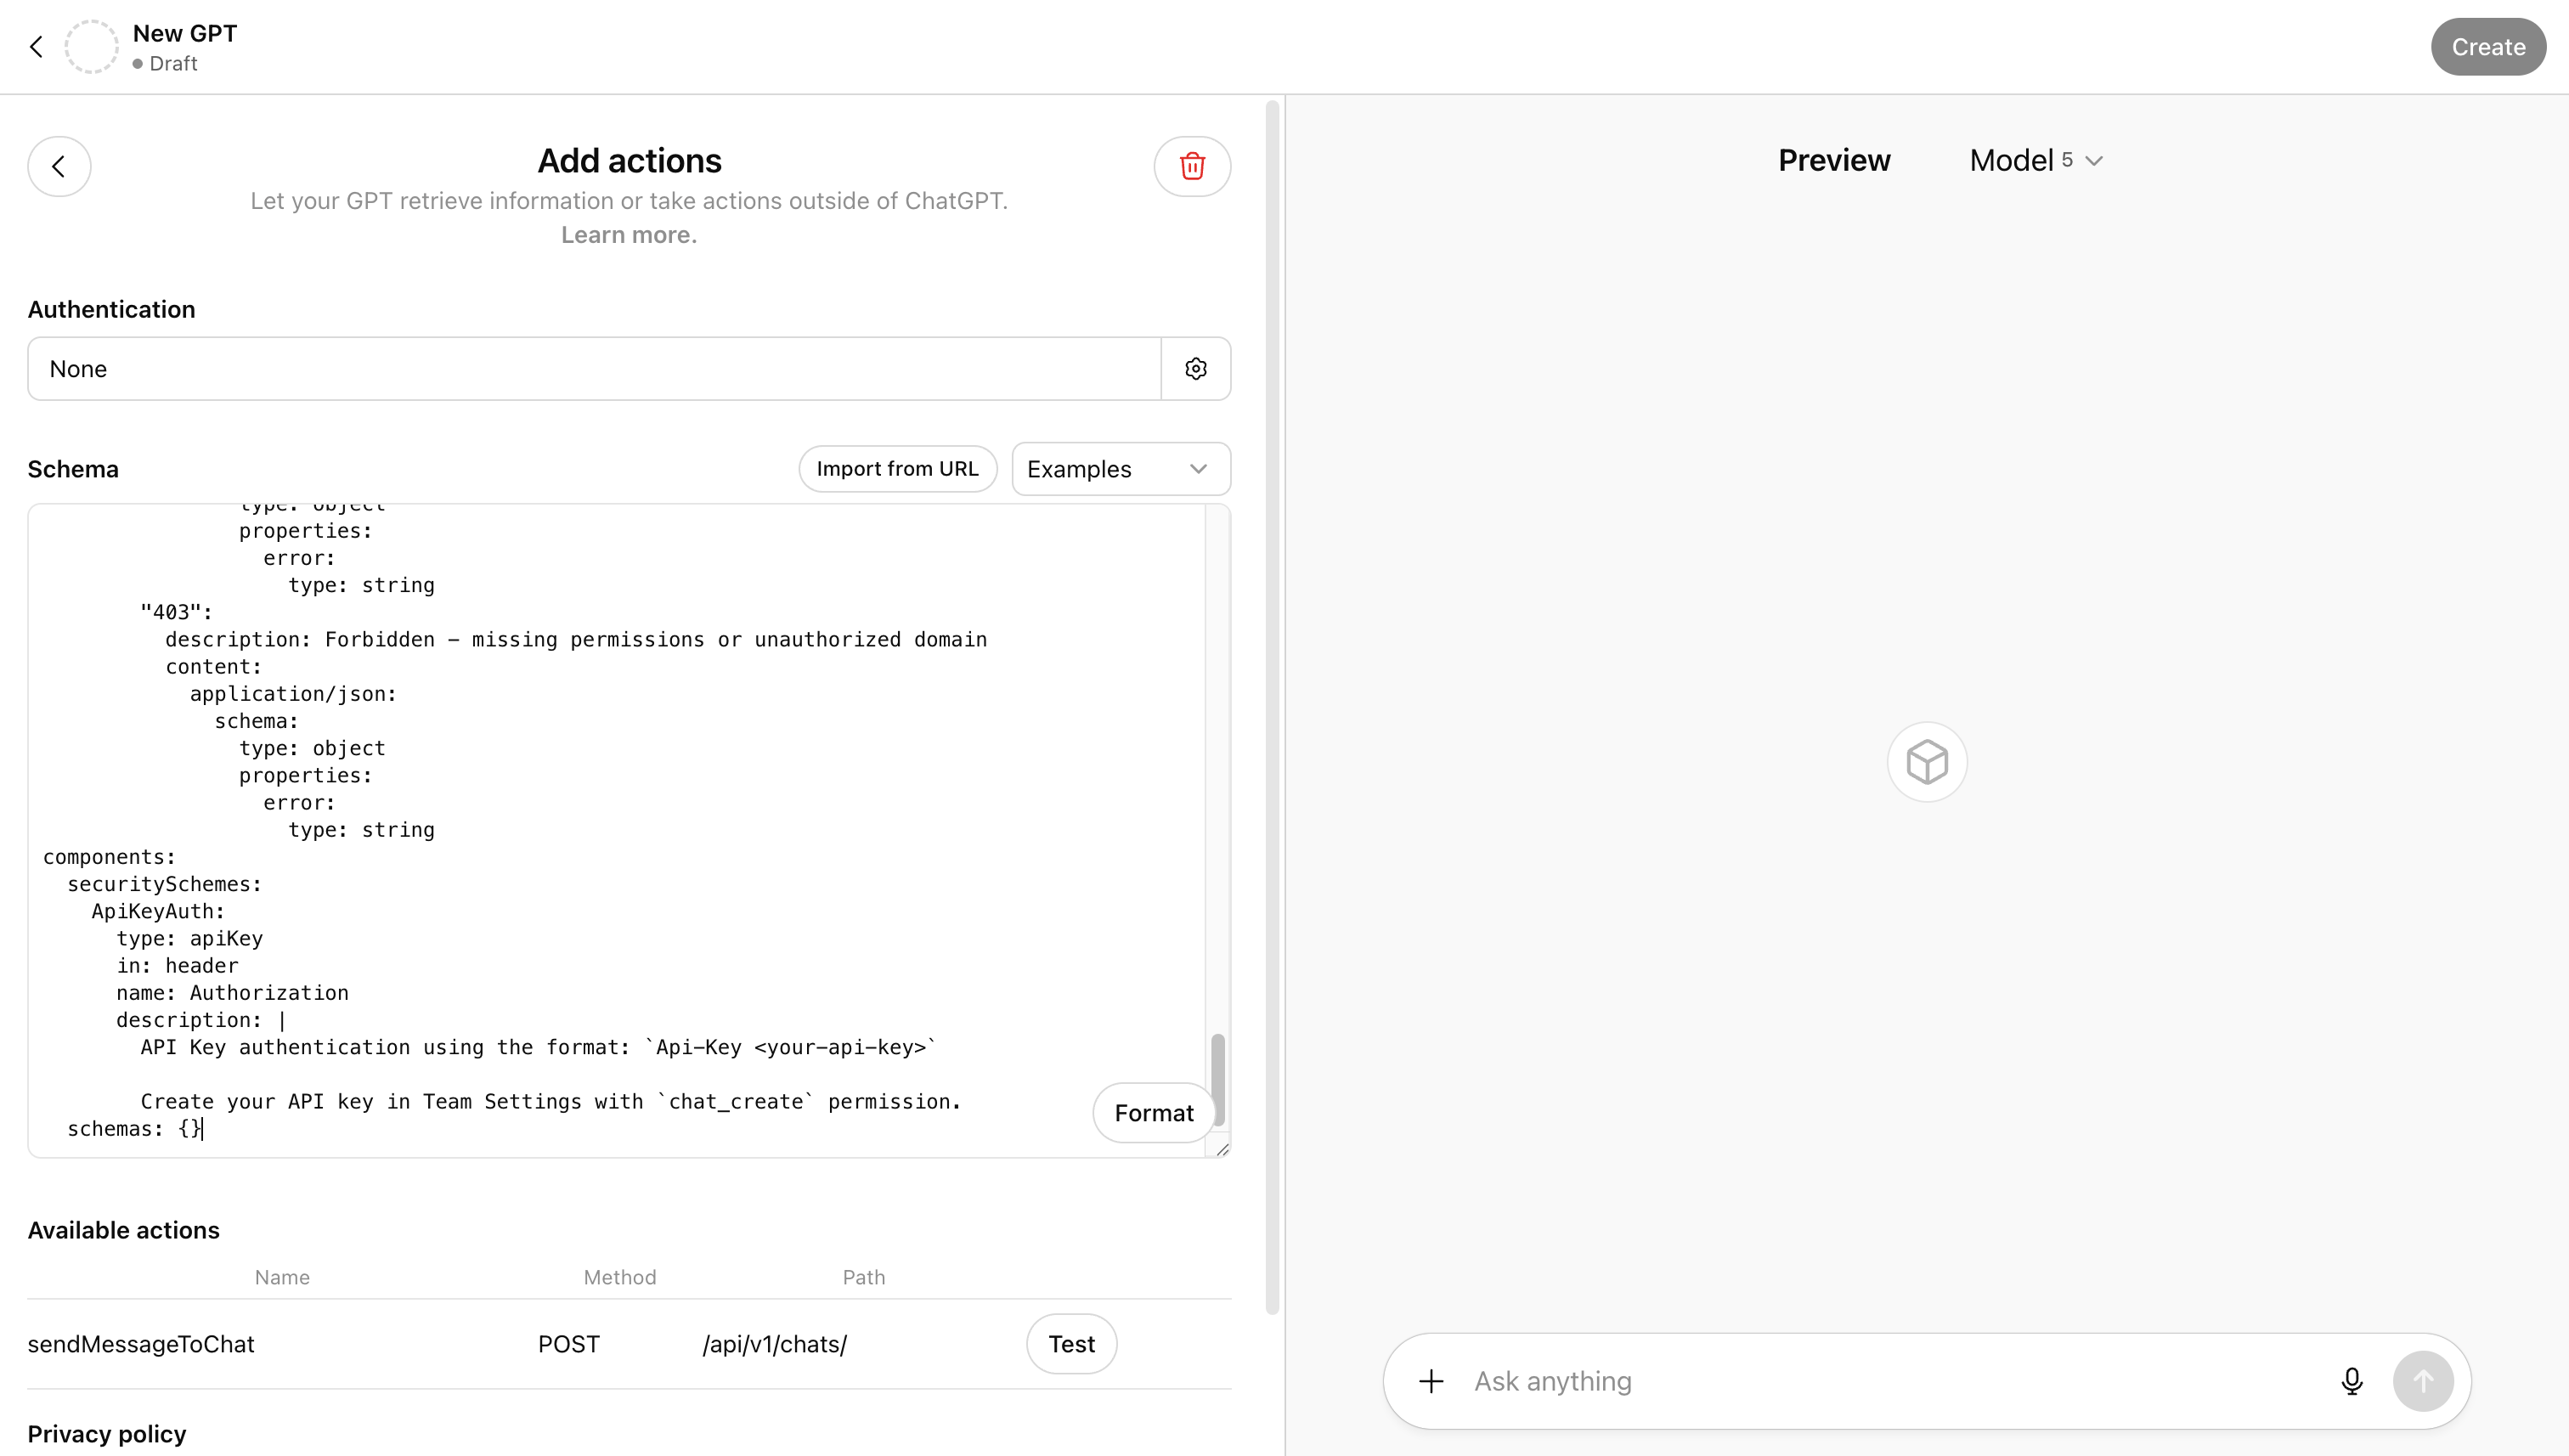 New GPT
Draft
Create
Add actions
Let your GPT retrieve information or take actions outside of ChatGPT.
Learn more.
Authentication
None
Schema
Import from URL
Examples
                type: object
                properties:
                  error:
                    type: string
        "403":
          description: Forbidden - missing permissions or unauthorized domain
          content:
            application/json:
              schema:
                type: object
                properties:
                  error:
                    type: string
components:
  securitySchemes:
    ApiKeyAuth:
      type: apiKey
      in: header
      name: Authorization
      description: |
        API Key authentication using the format: `Api-Key <your-api-key>`
        Create your API key in Team Settings with `chat_create` permission.
  schemas: {}
Format
Available actions
Name Method Path
sendMessageToChat POST /api/v1/chats/ Test
Privacy policy
Preview Model 5
Ask anything